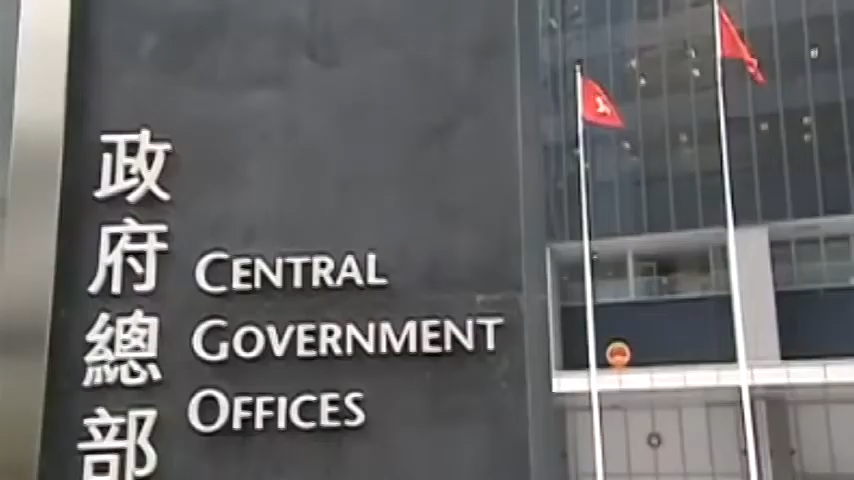 政府總部
CENTRAL
GOVERNMENT
OFFICES